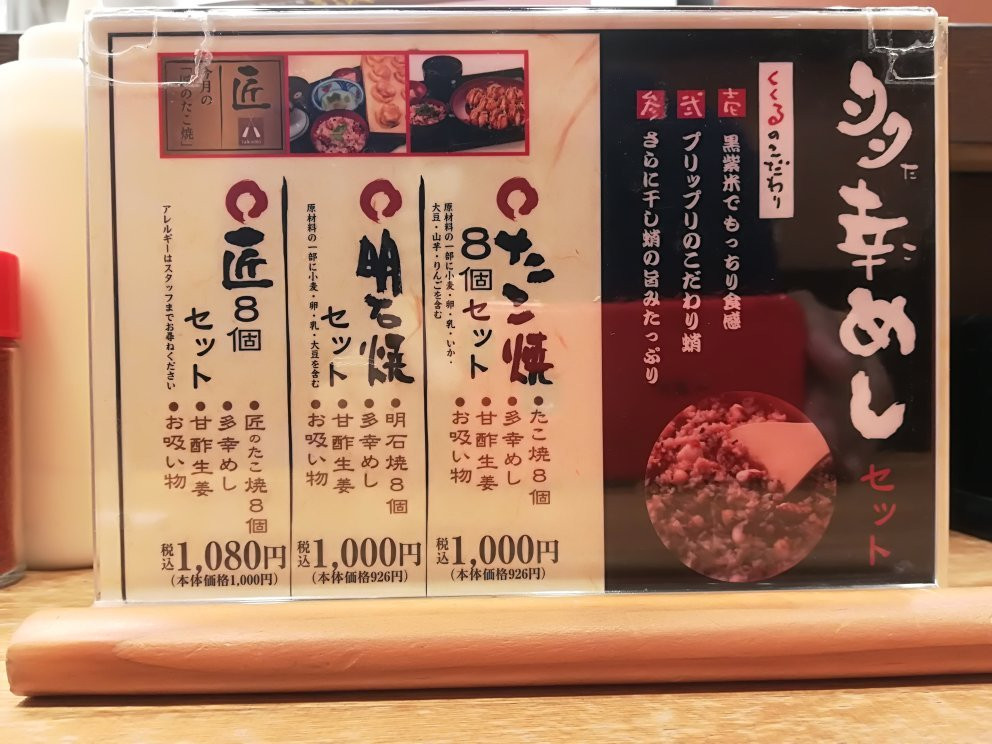 多幸めし
たこ
セット
くくるのこだわり
壱 黒紫米でもっちり食感
弐 プリップリのこだわり蛸
参 さらに干し蛸の旨みたっぷり
たこ焼
8個セット
原材料の一部に小麦・卵・乳・いか・
大豆・山芋・りんごを含む
●たこ焼8個
●多幸めし
●甘酢生姜
●お吸い物
税込1,000円
(本体価格926円)
明石焼
セット
原材料の一部に小麦・卵・乳・大豆を含む
●明石焼8個
●多幸めし
●甘酢生姜
●お吸い物
税込1,000円
(本体価格926円)
今月の
匠のたこ焼」
匠
八
takumi
匠8個
セット
アレルギーはスタッフまでお尋ねください
●匠のたこ焼8個
●多幸めし
●甘酢生姜
●お吸い物
税込1,080円
(本体価格1,000円)